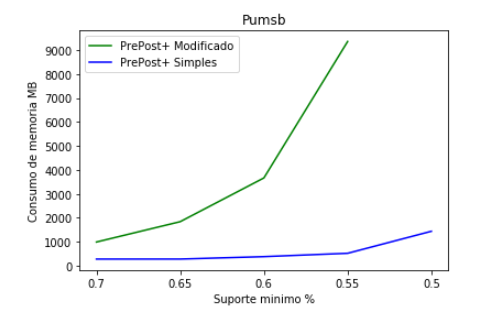 Pumsb
PrePost+ Modificado
PrePost+ Simples
9000
8000
7000
6000
5000
4000
3000
2000
1000
0
Consumo de memoria MB
0.7 0.65 0.6 0.55 0.5
Suporte minimo %